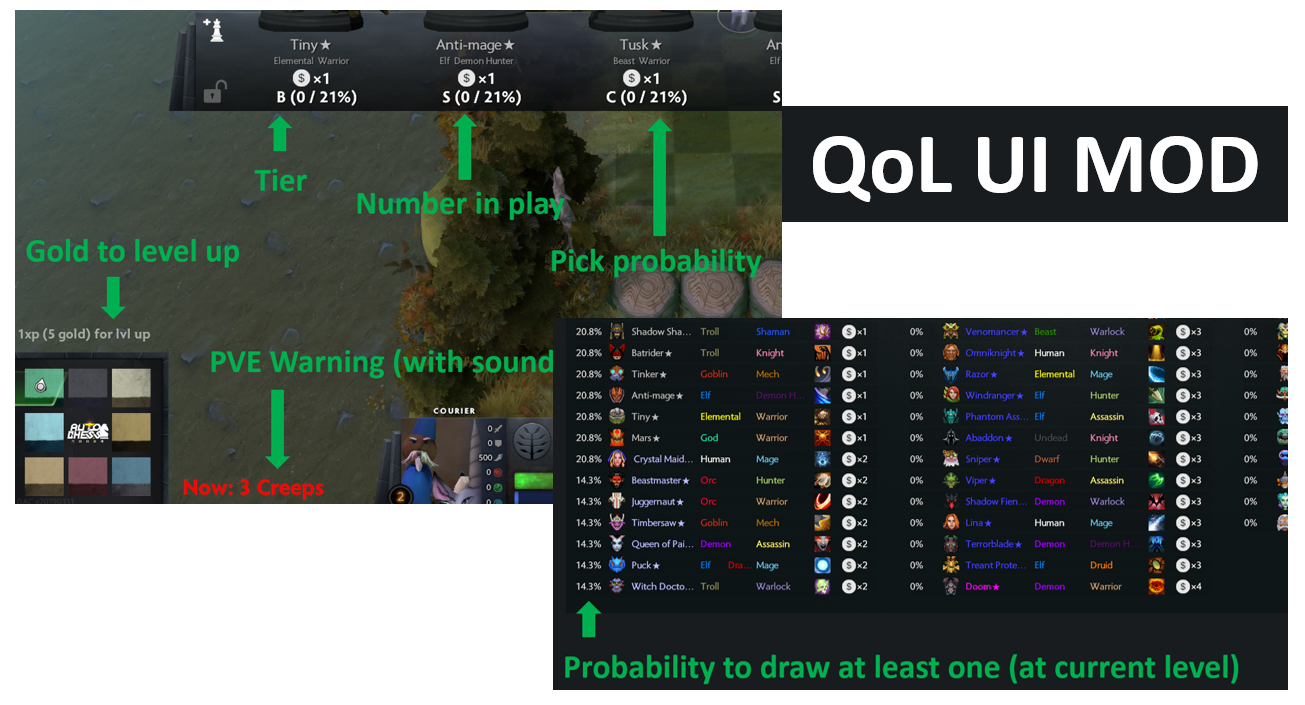 Tiny★
Anti-mage★
Tusk★
Elemental Warrior
Elf Demon Hunter
Beast Warrior
$×1
$×1
$×1
B (0 / 21%)
S (0 / 21%)
C (0 / 21%)
S
Tier
Number in play
Gold to level up
Pick probability
QoL UI MOD
1xp (5 gold) for lvl up
PVE Warning (with sound
COURIER
AUTO
CHESS
0
0
500
0
0
0
2
Now: 3 Creeps
20.8% Shadow Sha... Troll Shaman $×1 0% Venomancer★ Beast Warlock $×3 0%
20.8% Batrider★ Troll Knight $×1 0% Omniknight★ Human Knight $×3 0%
20.8% Tinker★ Goblin Mech $×1 0% Razor★ Elemental Mage $×3 0%
20.8% Anti-mage★ Elf Demon H... $×1 0% Windranger★ Elf Hunter $×3 0%
20.8% Tiny★ Elemental Warrior $×1 0% Phantom Ass... Elf Assassin $×3 0%
20.8% Mars★ God Warrior $×1 0% Abaddon★ Undead Knight $×3 0%
20.8% Crystal Maid... Human Mage $×2 0% Sniper★ Dwarf Hunter $×3 0%
14.3% Beastmaster★ Orc Hunter $×2 0% Viper★ Dragon Assassin $×3 0%
14.3% Juggernaut★ Orc Warrior $×2 0% Shadow Fien... Demon Warlock $×3 0%
14.3% Timbersaw★ Goblin Mech $×2 0% Lina★ Human Mage $×3 0%
14.3% Queen of Pai... Demon Assassin $×2 0% Terrorblade★ Demon Demon H... $×3
14.3% Puck★ Elf Dra... Mage $×2 0% Treant Prote... Elf Druid $×3
14.3% Witch Docto... Troll Warlock $×2 0% Doom★ Demon Warrior $×4
Probability to draw at least one (at current level)